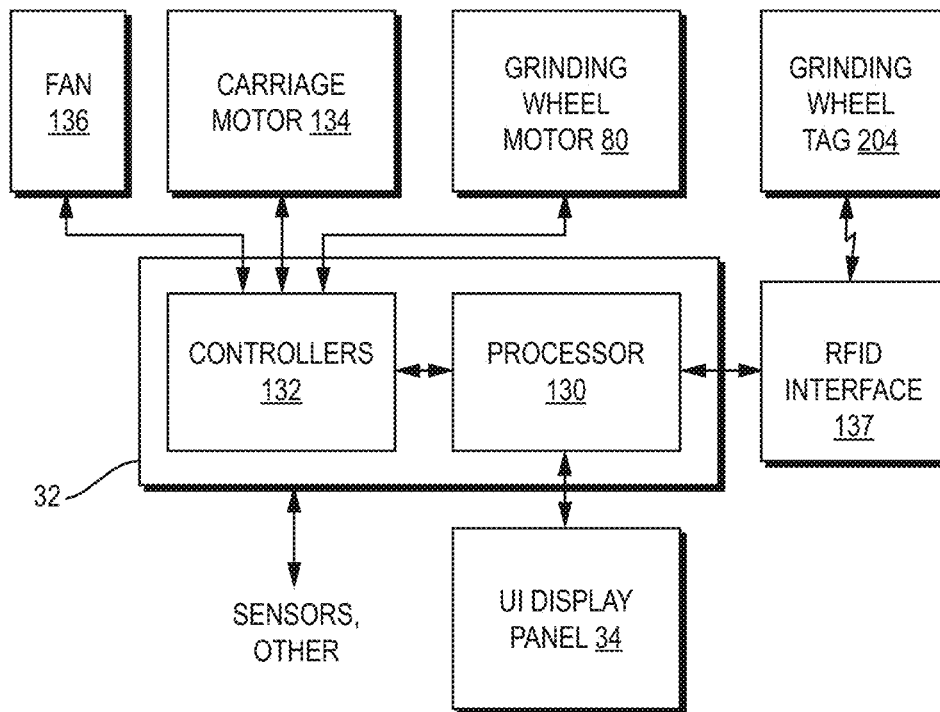 FAN
136
CARRIAGE
MOTOR 134
GRINDING
WHEEL
MOTOR 80
GRINDING
WHEEL
TAG 204
CONTROLLERS
132
PROCESSOR
130
RFID
INTERFACE
137
32
SENSORS,
OTHER
UI DISPLAY
PANEL 34